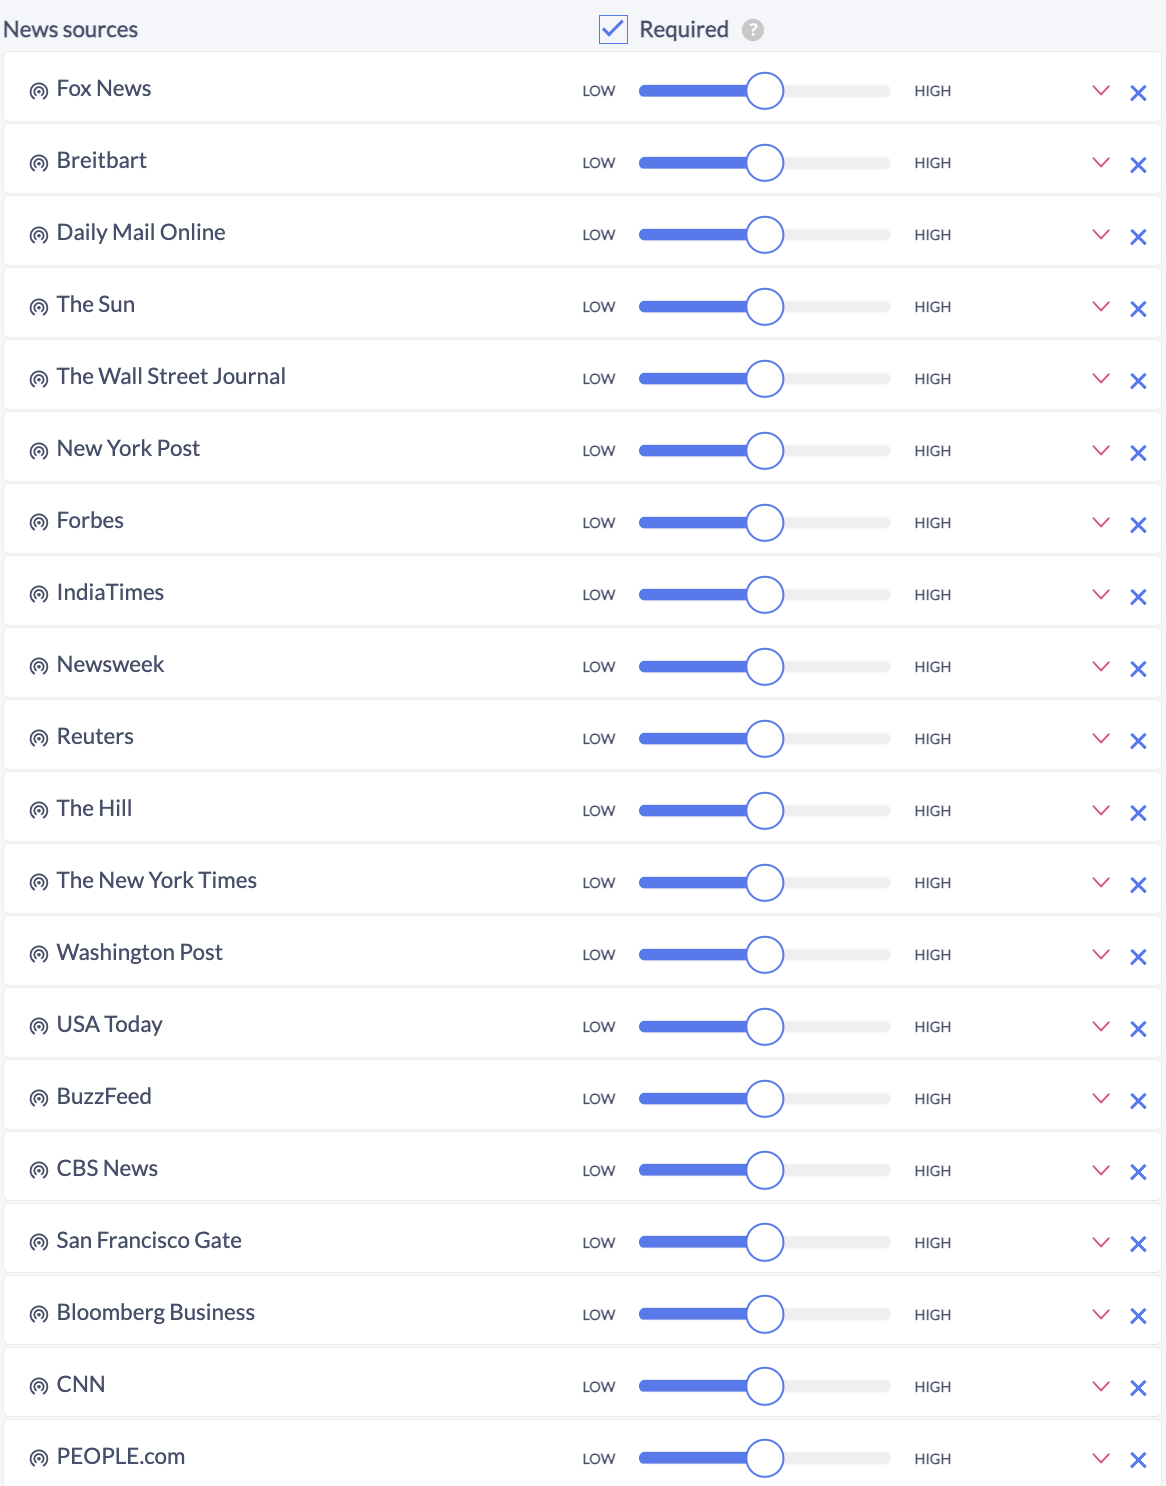 News sources Required ?
Fox News LOW HIGH
Breitbart LOW HIGH
Daily Mail Online LOW HIGH
The Sun LOW HIGH
The Wall Street Journal LOW HIGH
New York Post LOW HIGH
Forbes LOW HIGH
IndiaTimes LOW HIGH
Newsweek LOW HIGH
Reuters LOW HIGH
The Hill LOW HIGH
The New York Times LOW HIGH
Washington Post LOW HIGH
USA Today LOW HIGH
BuzzFeed LOW HIGH
CBS News LOW HIGH
San Francisco Gate LOW HIGH
Bloomberg Business LOW HIGH
CNN LOW HIGH
PEOPLE.com LOW HIGH